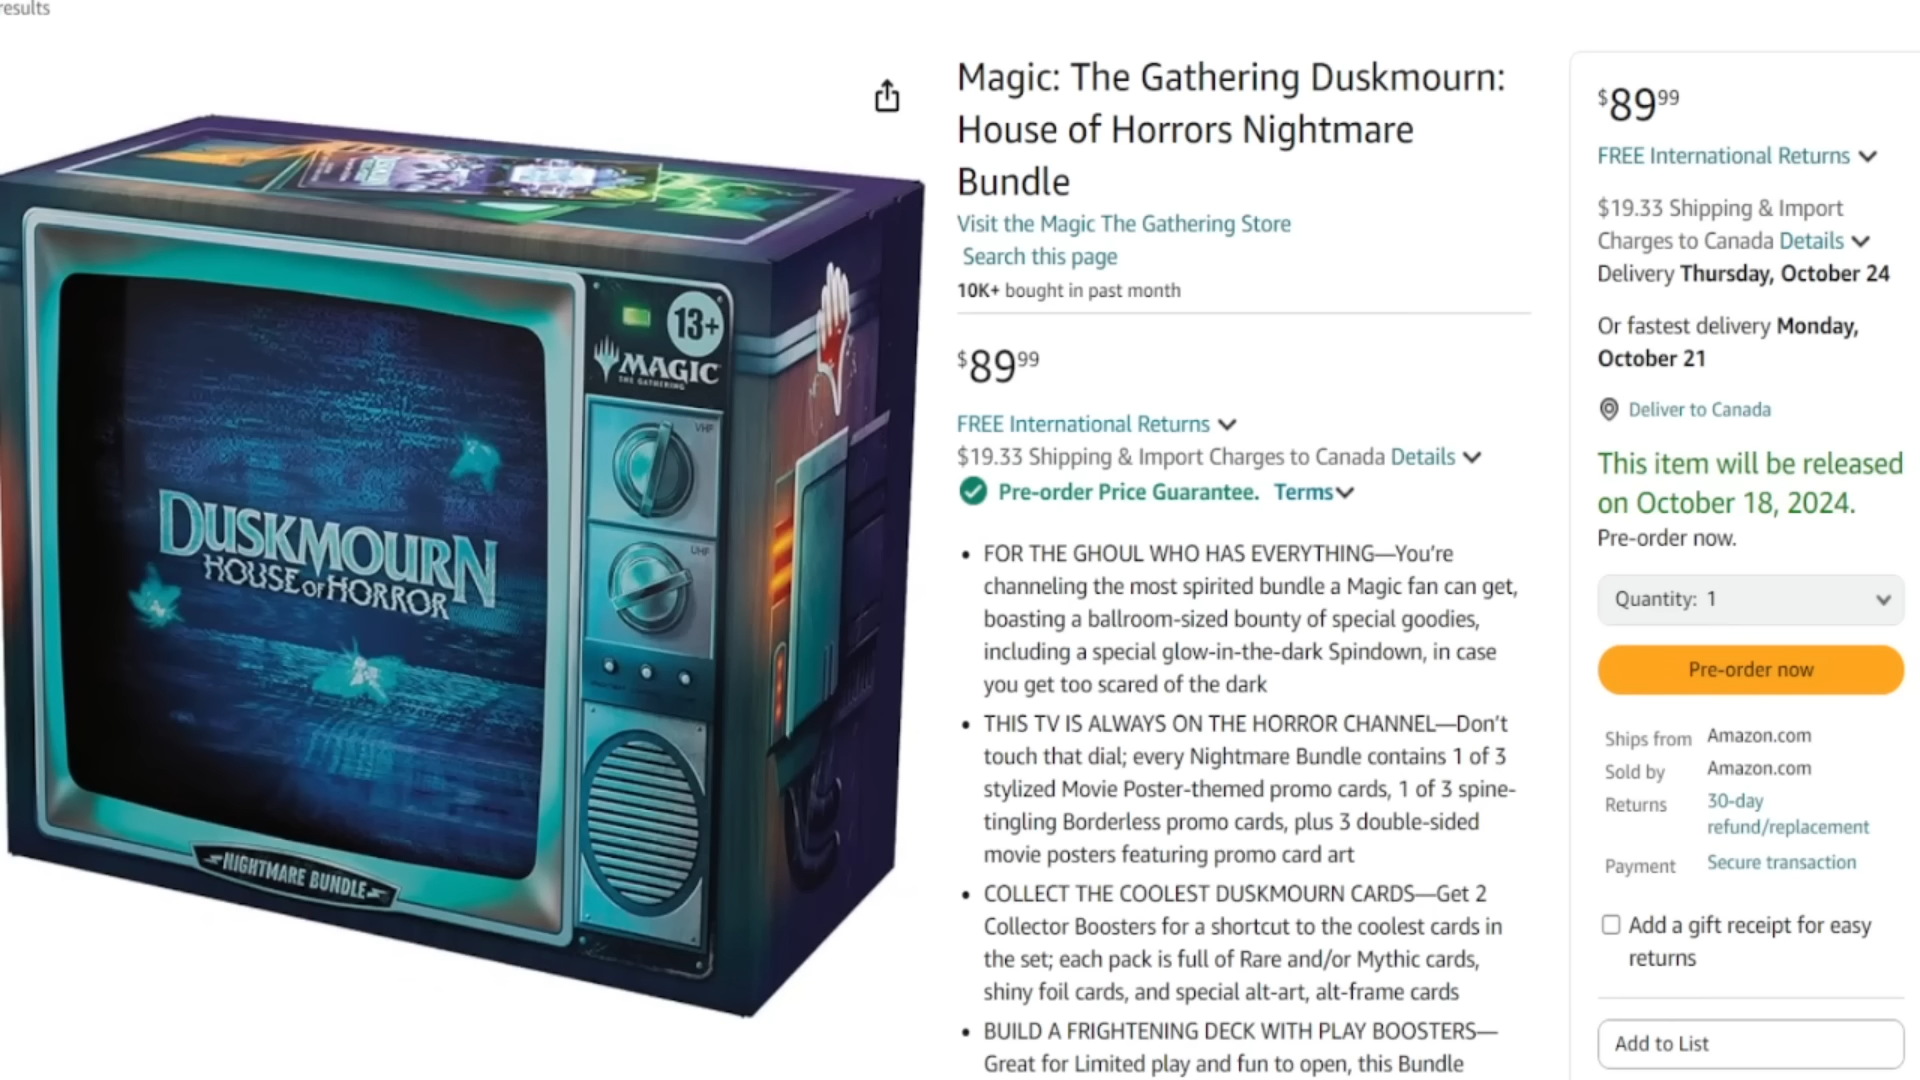 results
Magic: The Gathering Duskmourn:
House of Horrors Nightmare
Bundle
Visit the Magic The Gathering Store
Search this page
10K+ bought in past month
$89⁹⁹
FREE International Returns
$19.33 Shipping & Import Charges to Canada Details
Pre-order Price Guarantee. Terms
• FOR THE GHOUL WHO HAS EVERYTHING—You’re
channeling the most spirited bundle a Magic fan can get,
boasting a ballroom-sized bounty of special goodies,
including a special glow-in-the-dark Spindown, in case
you get too scared of the dark
• THIS TV IS ALWAYS ON THE HORROR CHANNEL—Don’t
touch that dial; every Nightmare Bundle contains 1 of 3
stylized Movie Poster-themed promo cards, 1 of 3 spine-
tingling Borderless promo cards, plus 3 double-sided
movie posters featuring promo card art
• COLLECT THE COOLEST DUSKMOURN CARDS—Get 2
Collector Boosters for a shortcut to the coolest cards in
the set; each pack is full of Rare and/or Mythic cards,
shiny foil cards, and special alt-art, alt-frame cards
• BUILD A FRIGHTENING DECK WITH PLAY BOOSTERS—
Great for Limited play and fun to open, this Bundle
13+
MAGIC
THE GATHERING
VHF
UHF
DUSKMOURN
HOUSE OF HORROR
NIGHTMARE BUNDLE
$89⁹⁹
FREE International Returns
$19.33 Shipping & Import
Charges to Canada Details
Delivery Thursday, October 24
Or fastest delivery Monday,
October 21
Deliver to Canada
This item will be released
on October 18, 2024.
Pre-order now.
Quantity: 1
Pre-order now
Ships from Amazon.com
Sold by Amazon.com
Returns 30-day
refund/replacement
Payment Secure transaction
Add a gift receipt for easy
returns
Add to List